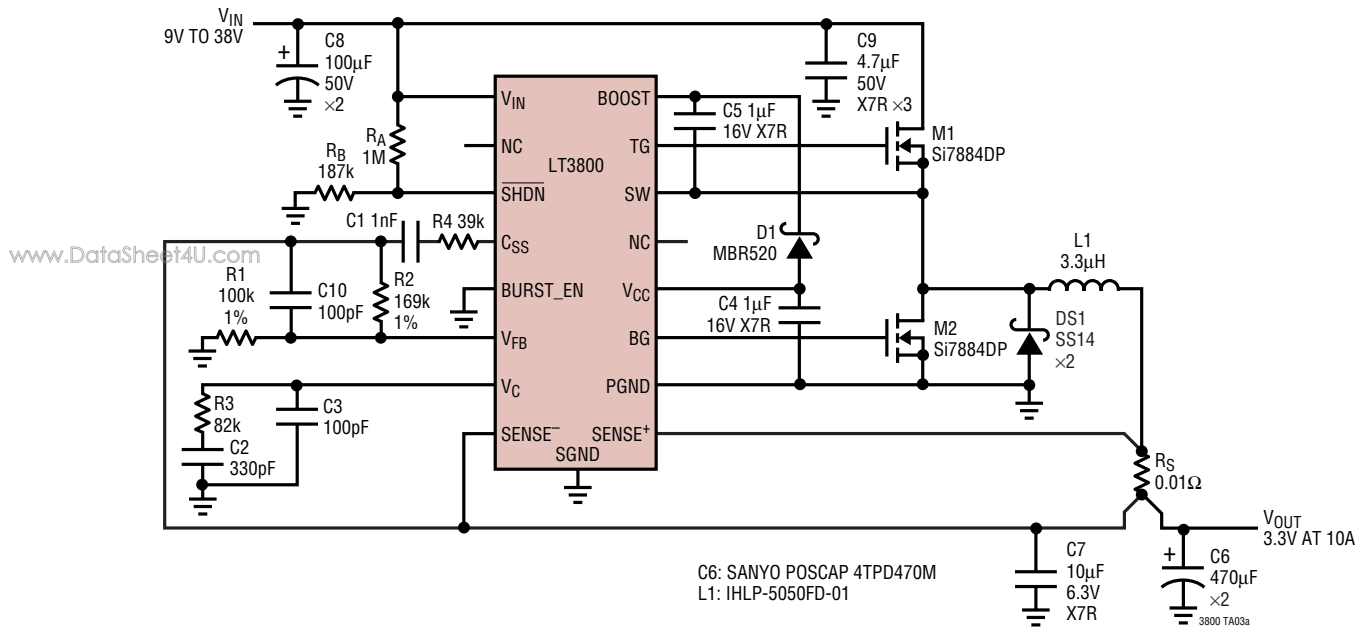 VIN
9V TO 38V
C8
100µF
50V
×2
+
C9
4.7µF
50V
X7R ×3
VIN
NC
SHDN
CSS
BURST_EN
VFB
VC
SENSE–
SGND
LT3800
BOOST
TG
SW
NC
VCC
BG
PGND
SENSE+
RA
1M
RB
187k
C1 1nF
R4 39k
www.DataSheet4U.com
R1
100k
1%
C10
100pF
R2
169k
1%
R3
82k
C2
330pF
C3
100pF
C5 1µF
16V X7R
D1
MBR520
C4 1µF
16V X7R
M1
Si7884DP
M2
Si7884DP
L1
3.3µH
DS1
SS14
×2
RS
0.01Ω
VOUT
3.3V AT 10A
C7
10µF
6.3V
X7R
+
C6
470µF
×2
C6: SANYO POSCAP 4TPD470M
L1: IHLP-5050FD-01
3800 TA03a